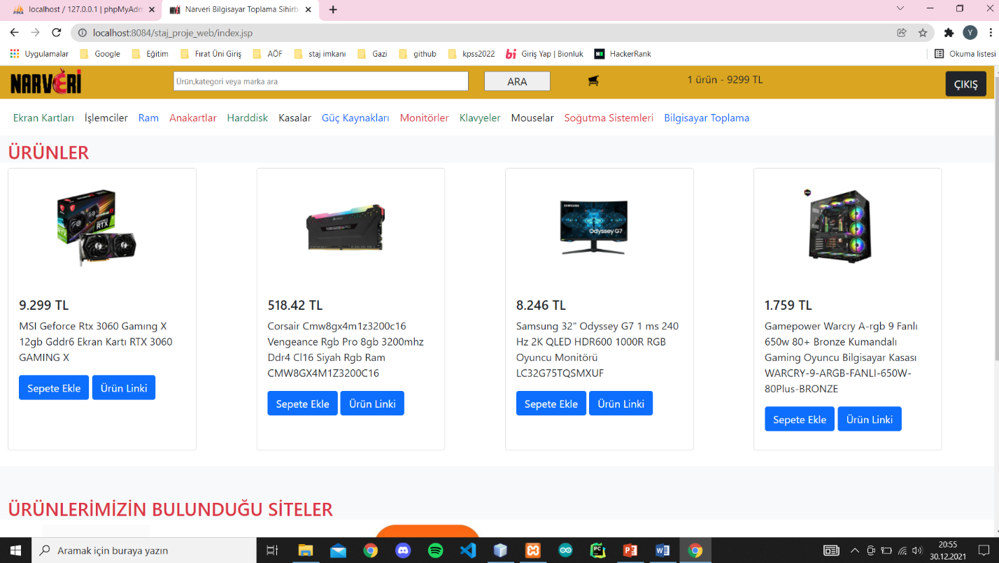 localhost / 127.0.0.1 | phpMyAdm
Narveri Bilgisayar Toplama Sihirb
localhost:8084/staj_proje_web/index.jsp
Y
Uygulamalar Google Eğitim Fırat Üni Giriş AÖF staj imkanı Gazi github kpss2022 bi Giriş Yap | Bionluk HackerRank Okuma listesi
NARVERİ
Ürün,kategori veya marka ara
ARA
1 ürün - 9299 TL
ÇIKIŞ
Ekran Kartları İşlemciler Ram Anakartlar Harddisk Kasalar Güç Kaynakları Monitörler Klavyeler Mouselar Soğutma Sistemleri Bilgisayar Toplama
ÜRÜNLER
9.299 TL
MSI Geforce Rtx 3060 Gamıng X
12gb Gddr6 Ekran Kartı RTX 3060
GAMING X
Sepete Ekle Ürün Linki
518.42 TL
Corsair Cmw8gx4m1z3200c16
Vengeance Rgb Pro 8gb 3200mhz
Ddr4 Cl16 Siyah Rgb Ram
CMW8GX4M1Z3200C16
Sepete Ekle Ürün Linki
SAMSUNG
Odyssey G7
8.246 TL
Samsung 32" Odyssey G7 1 ms 240
Hz 2K QLED HDR600 1000R RGB
Oyuncu Monitörü
LC32G75TQSMXUF
Sepete Ekle Ürün Linki
1.759 TL
Gamepower Warcry A-rgb 9 Fanlı
650w 80+ Bronze Kumandalı
Gaming Oyuncu Bilgisayar Kasası
WARCRY-9-ARGB-FANLI-650W-
80Plus-BRONZE
Sepete Ekle Ürün Linki
ÜRÜNLERİMİZİN BULUNDUĞU SİTELER
Aramak için buraya yazın
20:55
30.12.2021